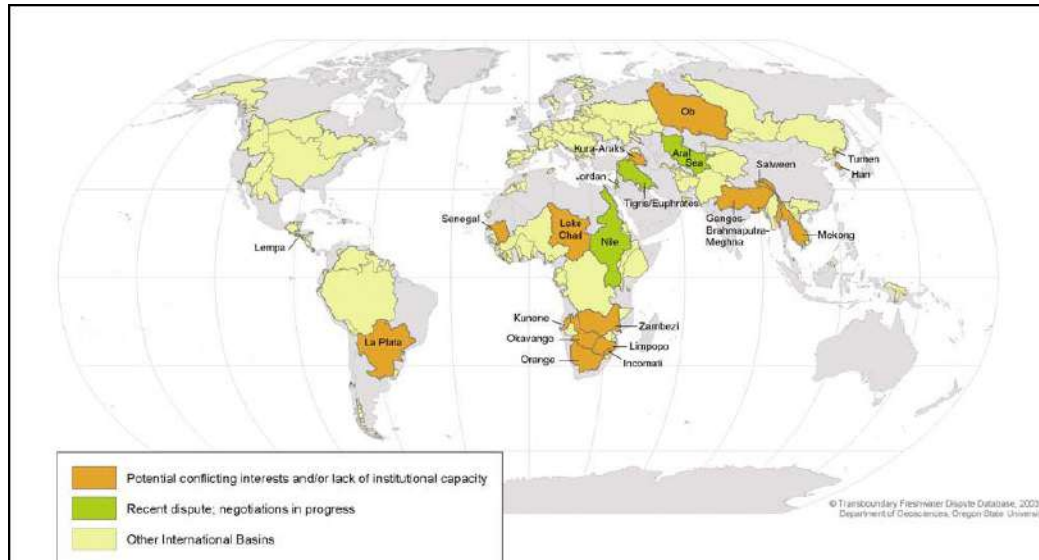 Ob
Kura-Araks
Aral
Sea
Salween
Tumen
Han
Jordan
Tigris/Euphrates
Senegal
Lake
Chad
Nile
Ganges-
Brahmaputra-
Meghna
Mekong
Lempa
Kunene
Zambezi
Okavango
Limpopo
La Plata
Orange
Incomati
Potential conflicting interests and/or lack of institutional capacity
Recent dispute; negotiations in progress
Other International Basins
© Transboundary Freshwater Dispute Database, 2003
Department of Geosciences, Oregon State Universi